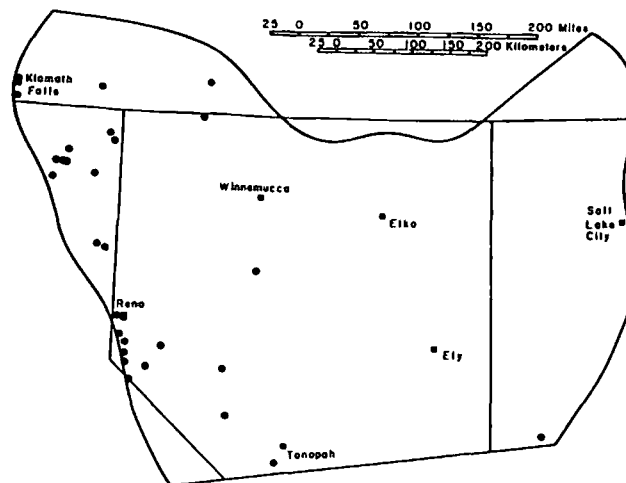 25 0 50 100 150 200 Miles
25 0 50 100 150 200 Kilometers
Klamath
Falls
Winnemucca
Elko
Salt
Lake
City
Reno
Ely
Tonopah